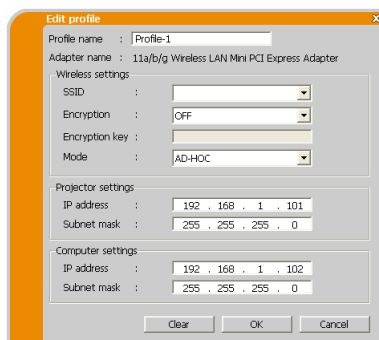 Edit profile x
Profile name : Profile-1
Adapter name : 11a/b/g Wireless LAN Mini PCI Express Adapter
Wireless settings
SSID :
Encryption : OFF
Encryption key :
Mode : AD-HOC
Projector settings
IP address : 192 . 168 . 1 . 101
Subnet mask : 255 . 255 . 255 . 0
Computer settings
IP address : 192 . 168 . 1 . 102
Subnet mask : 255 . 255 . 255 . 0
Clear OK Cancel